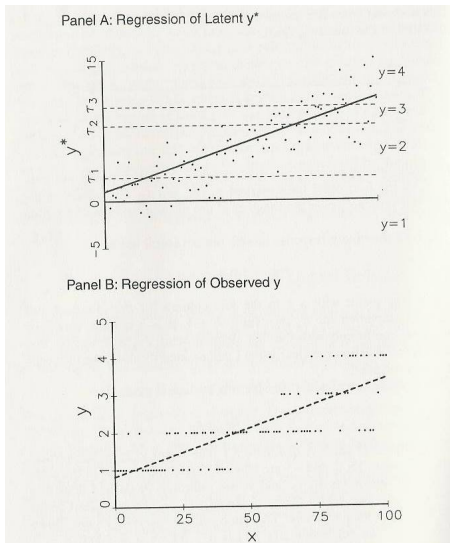 Panel A: Regression of Latent y*
15
y=4
τ3
y=3
τ2
y*
y=2
τ1
0
y=1
-5
Panel B: Regression of Observed y
5
4
3
y
2
1
0
0 25 50 75 100
x